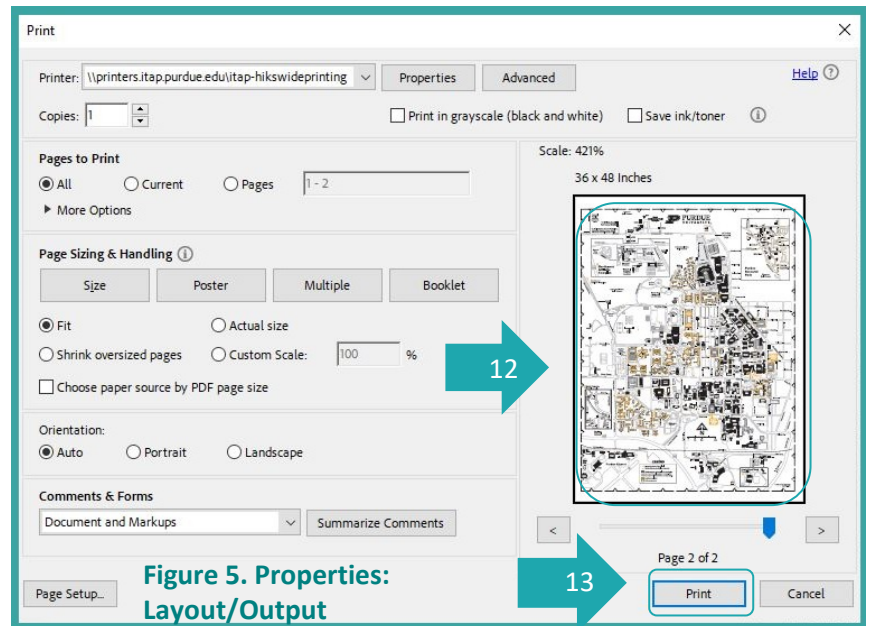 Print
Printer: \\printers.itap.purdue.edu\itap-hikswideprinting Properties Advanced Help
Copies: 1 Print in grayscale (black and white) Save ink/toner
Pages to Print
All Current Pages 1 - 2
More Options
Page Sizing & Handling
Size Poster Multiple Booklet
Fit Actual size
Shrink oversized pages Custom Scale: 100 %
Choose paper source by PDF page size
Orientation:
Auto Portrait Landscape
Comments & Forms
Document and Markups Summarize Comments
Page Setup...
Figure 5. Properties:
Layout/Output
Scale: 421%
36 x 48 Inches
PURDUE
12
< >
Page 2 of 2
13
Print Cancel